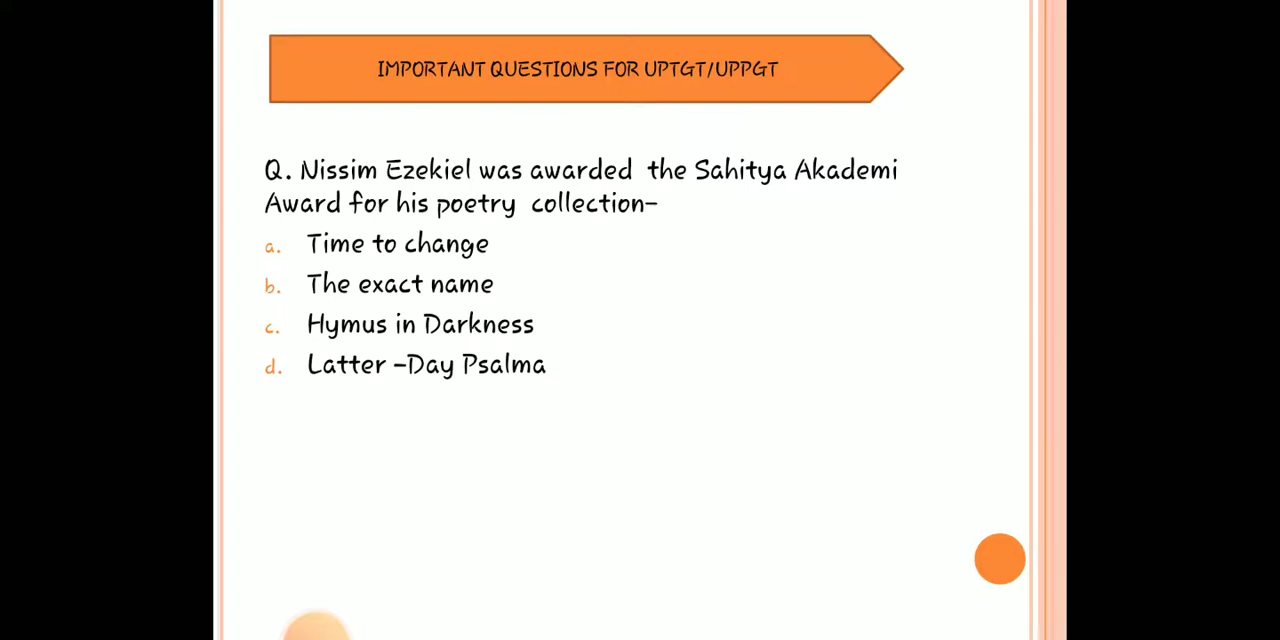 IMPORTANT QUESTIONS FOR UPTGT/UPPGT
Q. Nissim Ezekiel was awarded the Sahitya Akademi
Award for his poetry collection–
a. Time to change
b. The exact name
c. Hymus in Darkness
d. Latter –Day Psalma